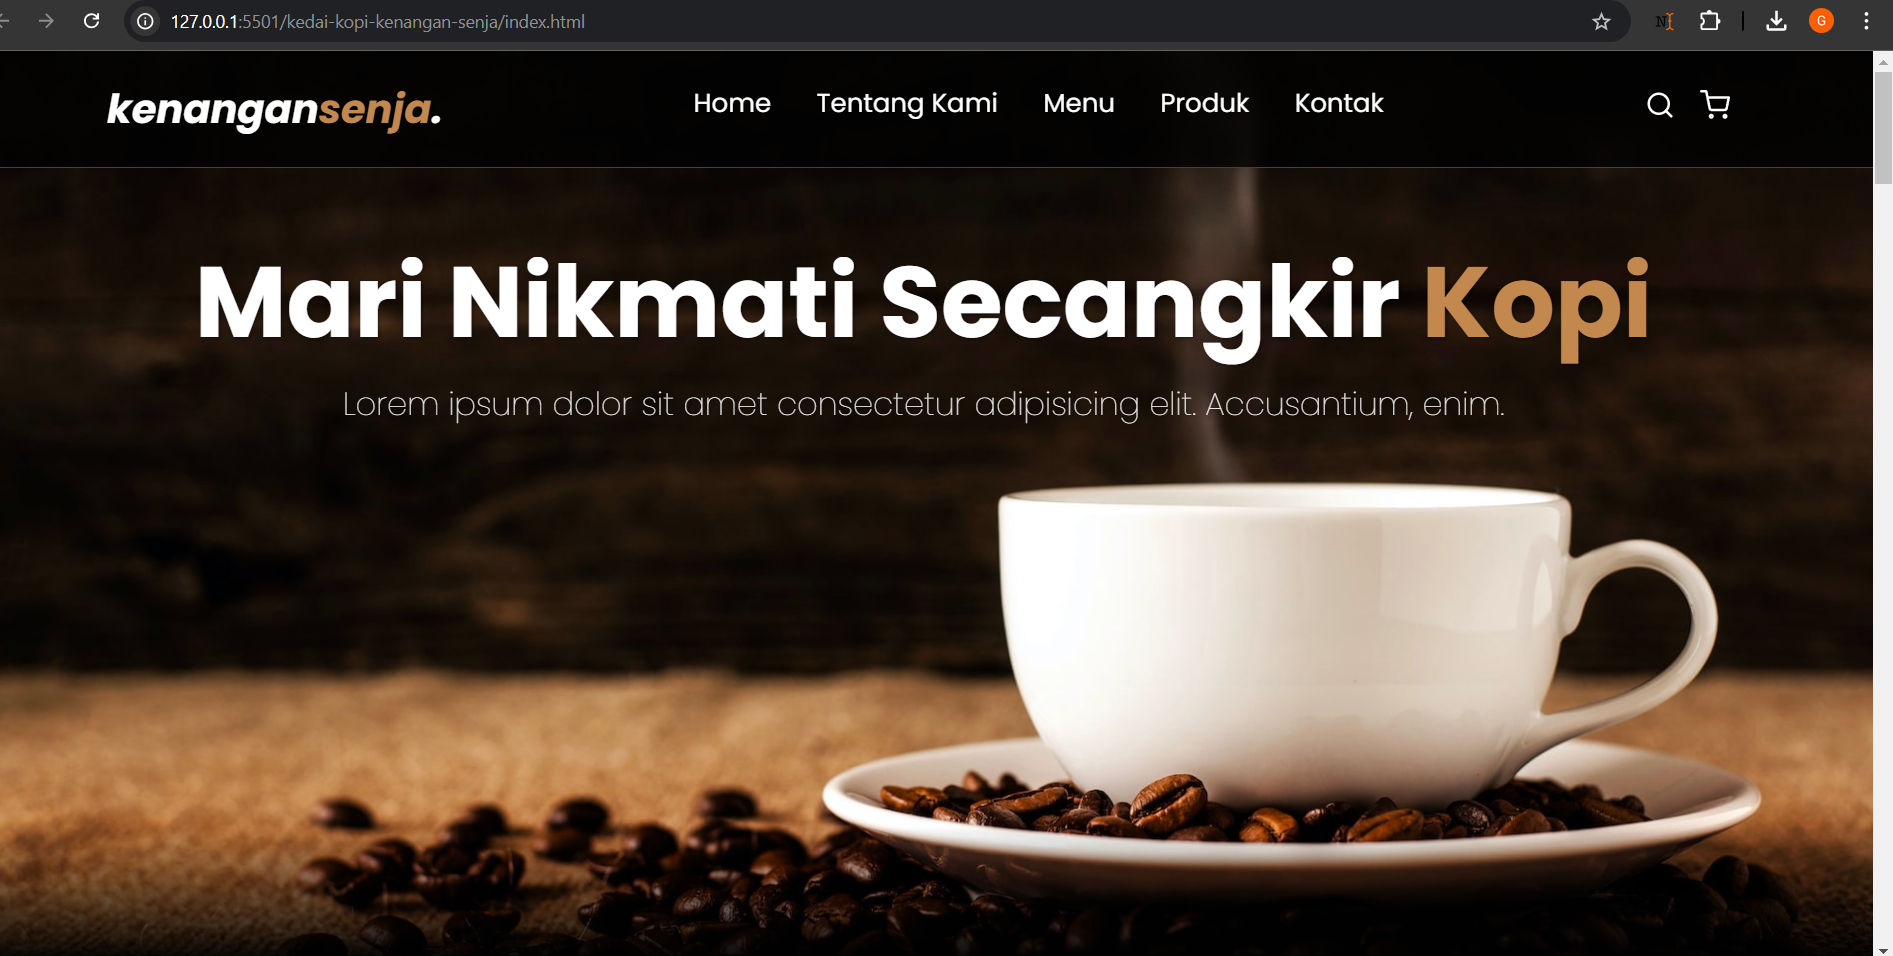 127.0.0.1:5501/kedai-kopi-kenangan-senja/index.html
G
kenangansenja.
Home Tentang Kami Menu Produk Kontak
Mari Nikmati Secangkir Kopi
Lorem ipsum dolor sit amet consectetur adipisicing elit. Accusantium, enim.